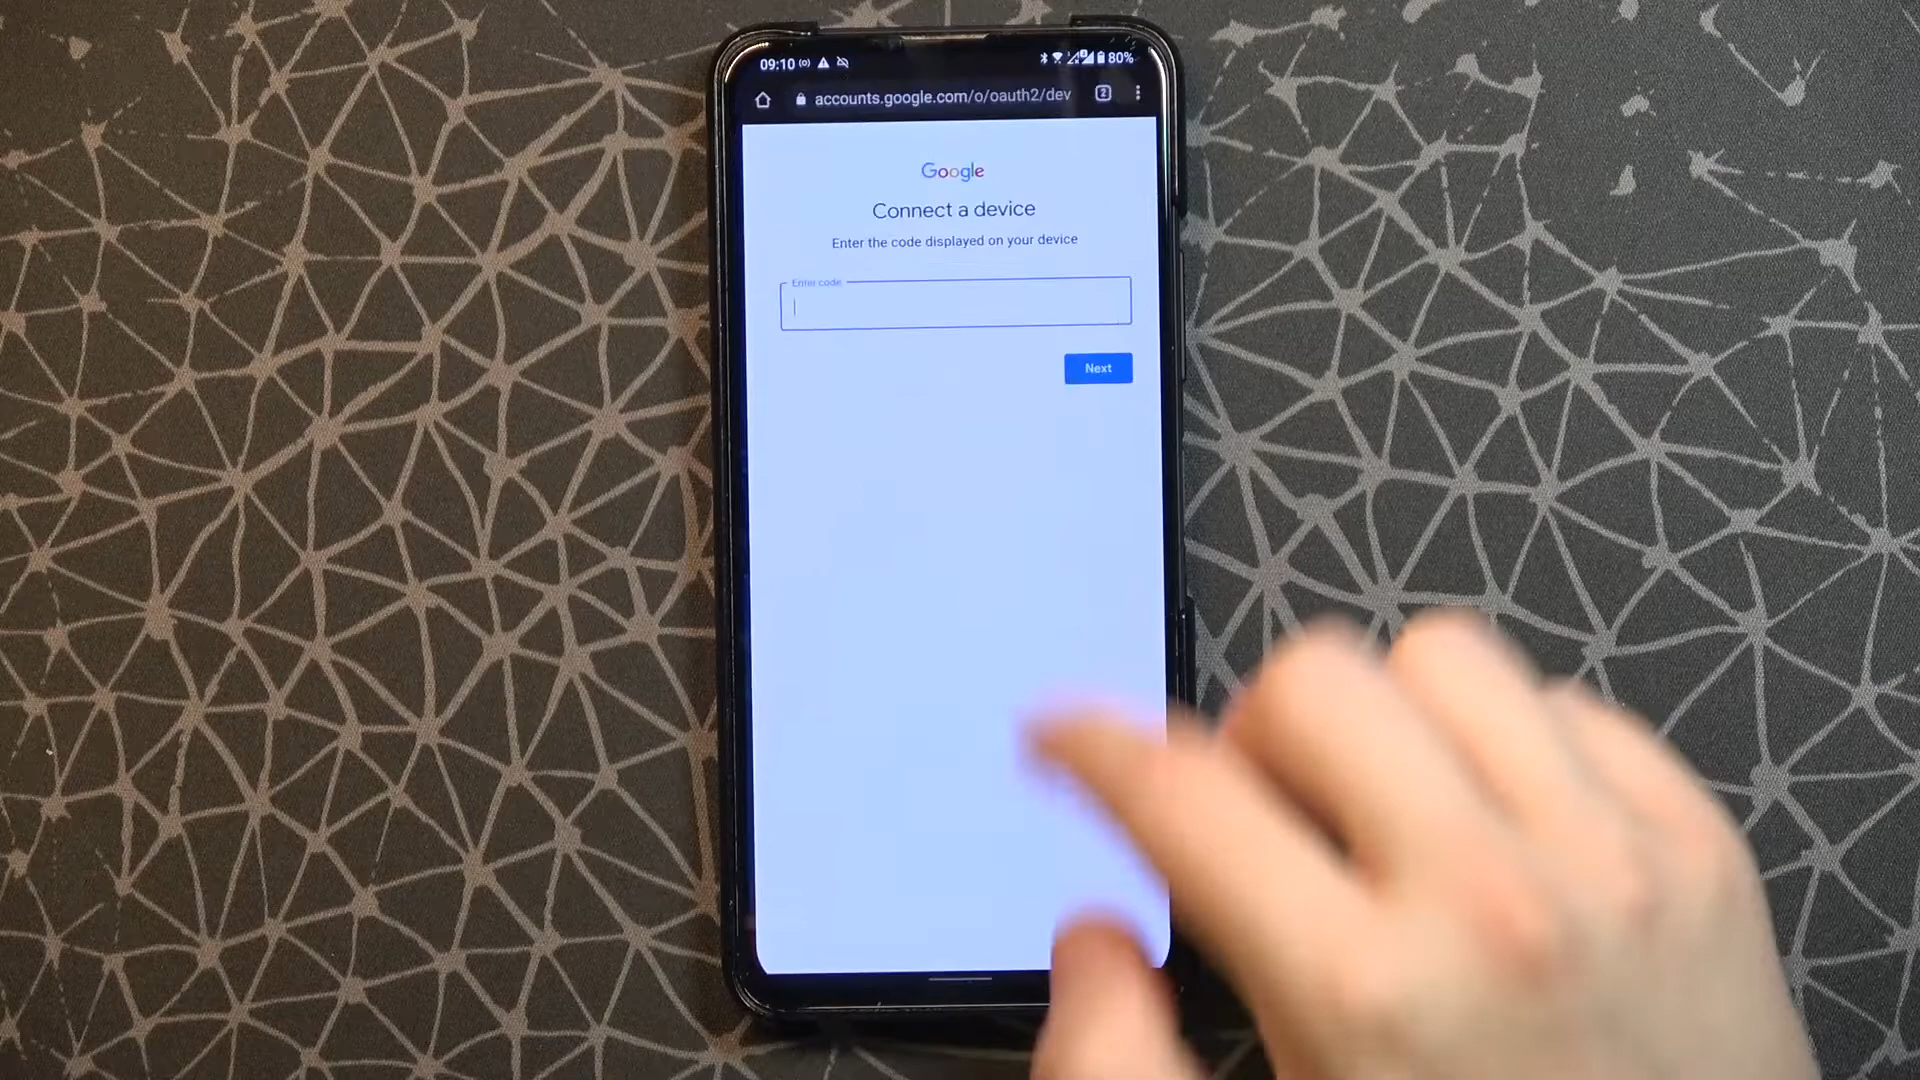 09:10 80%
accounts.google.com/o/oauth2/dev 2
Google
Connect a device
Enter the code displayed on your device
Enter code
Next